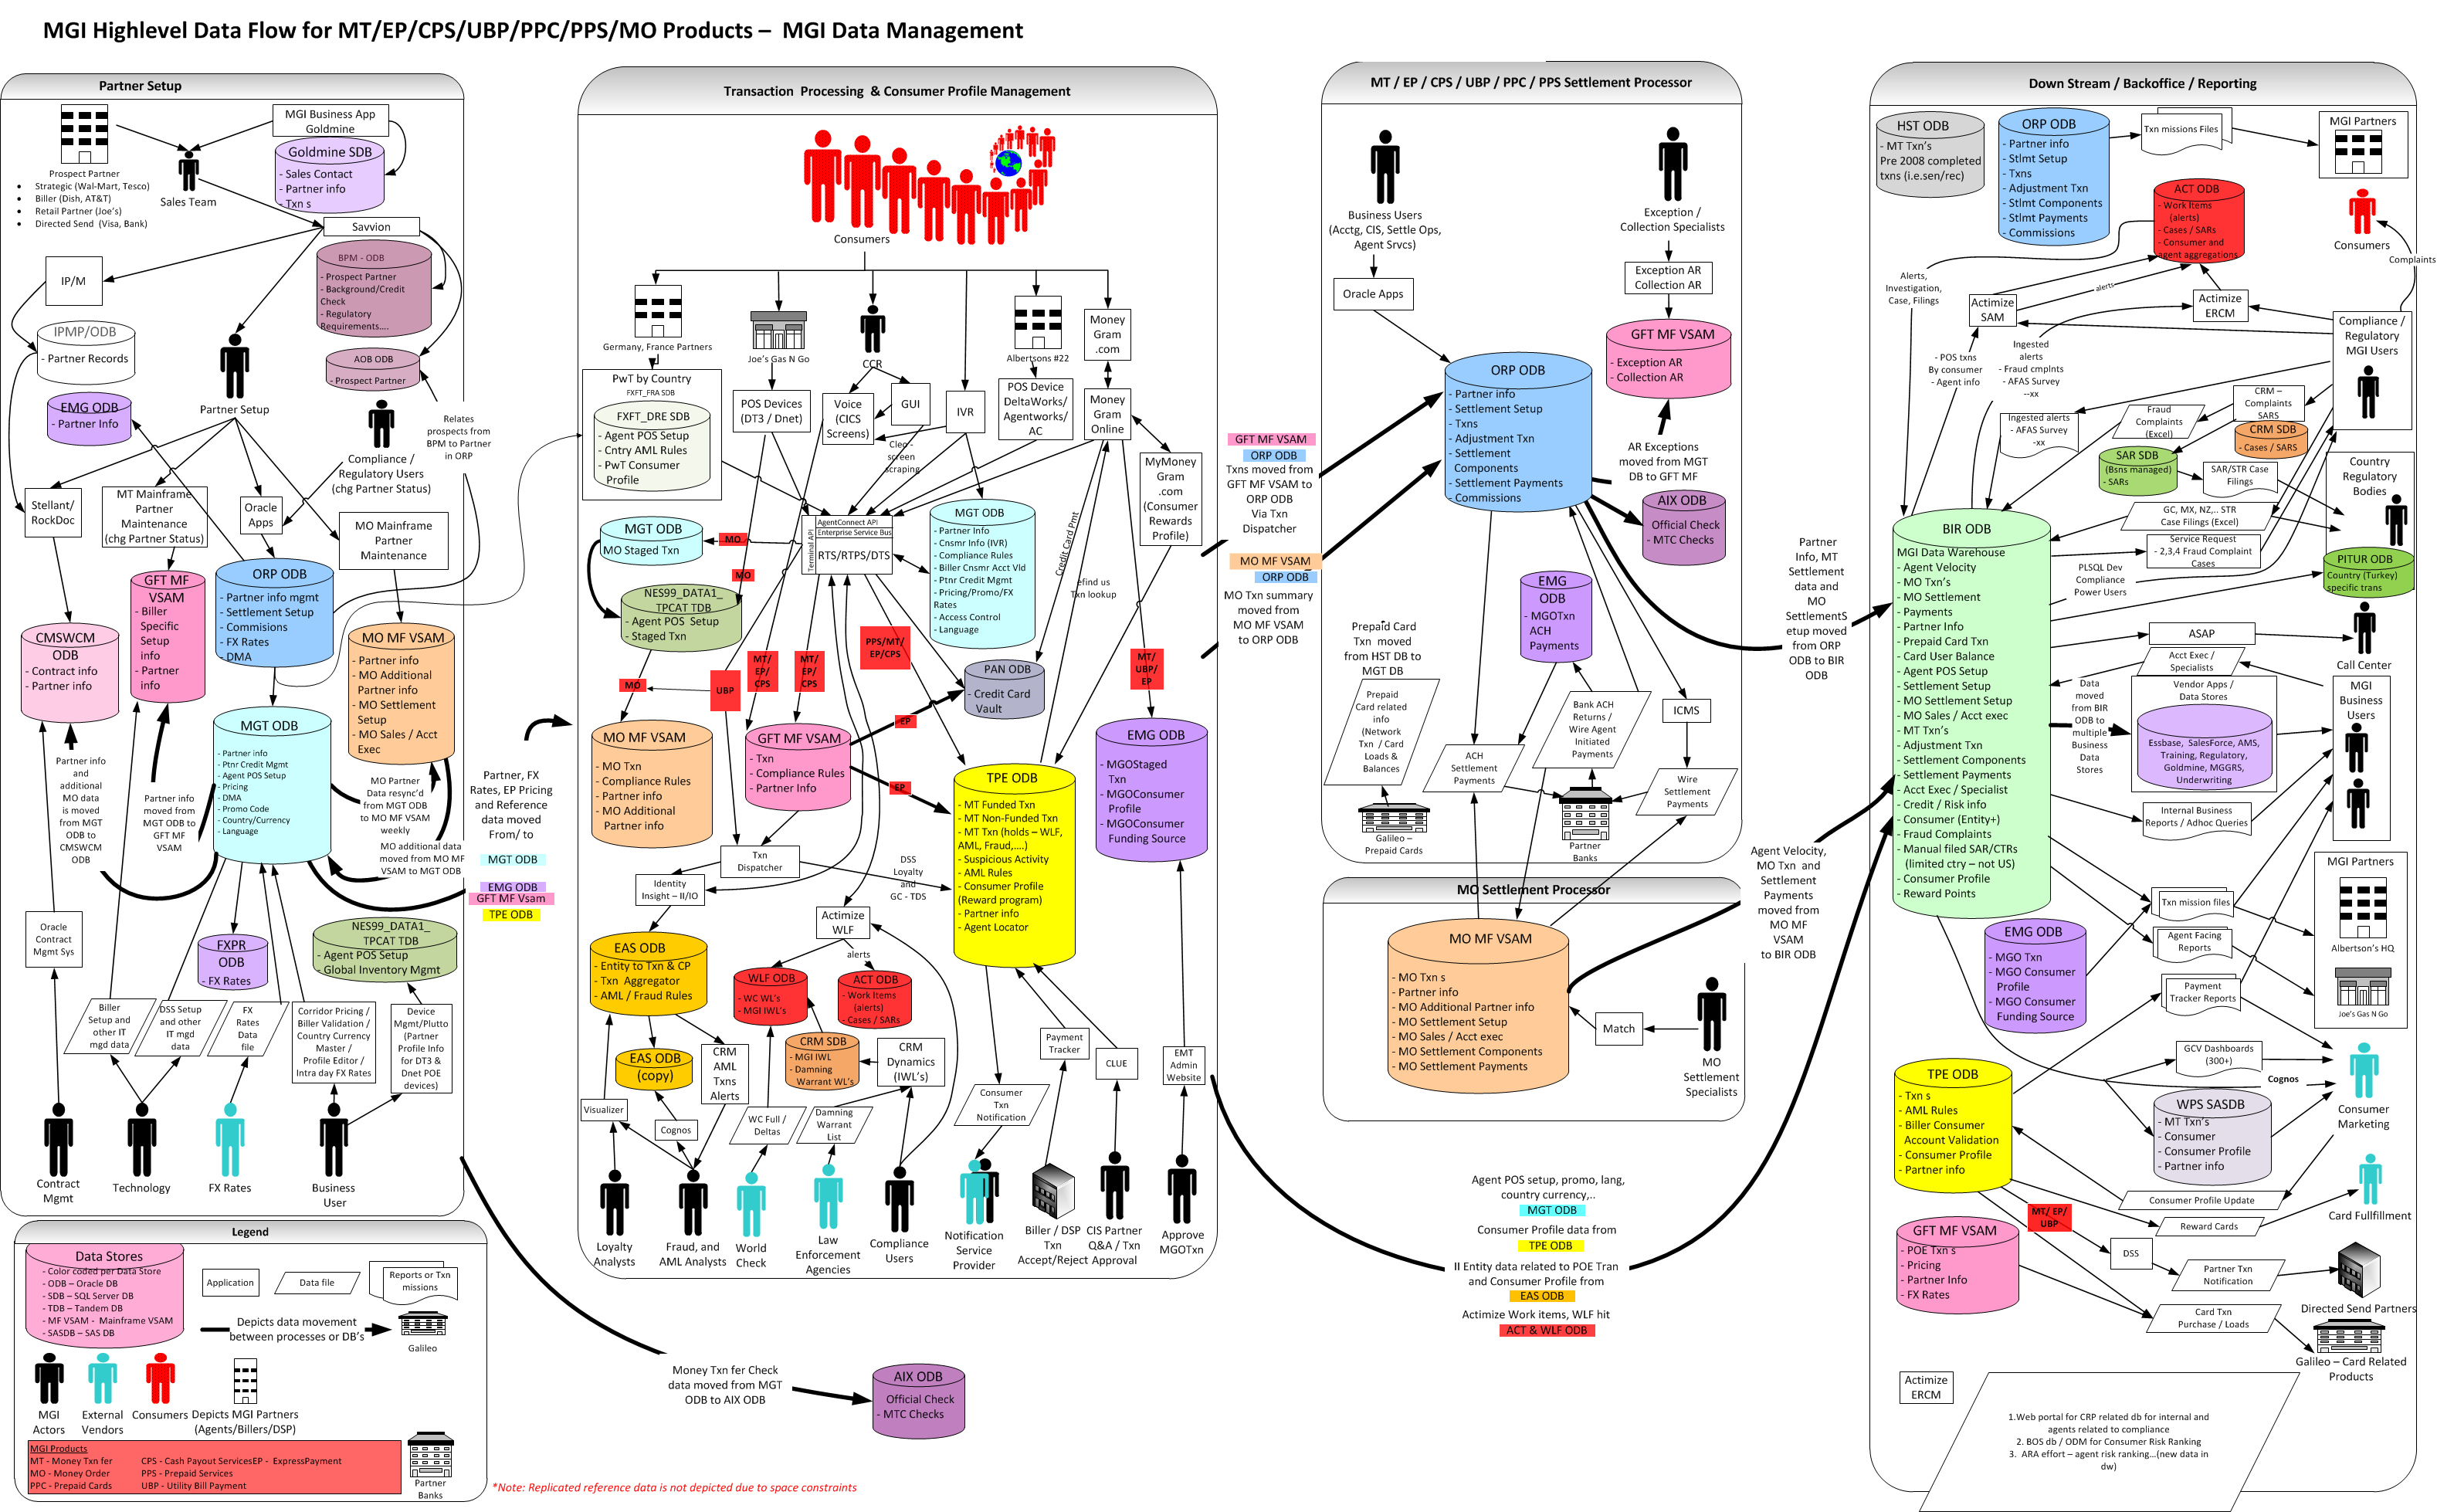 MGI Highlevel Data Flow for MT/EP/CPS/UBP/PPC/PPS/MO Products –  MGI Data Management
Partner Setup
MGI Business App
Goldmine
Goldmine SDB
- Sales Contact
- Partner info
- Txn s
Prospect Partner
• Strategic (Wal-Mart, Tesco)
• Biller (Dish, AT&T)
• Retail Partner (Joe's)
• Directed Send  (Visa, Bank)
Sales Team
Savvion
BPM - ODB
- Prospect Partner
- Background/Credit
Check
- Regulatory
Requirements....
IP/M
IPMP/ODB
- Partner Records
AOB ODB
- Prospect Partner
EMG ODB
- Partner Info
Partner Setup
Compliance /
Regulatory Users
(chg Partner Status)
Relates
prospects from
BPM to Partner
in ORP
Stellant/
RockDoc
MT Mainframe
Partner
Maintenance
(chg Partner Status)
Oracle
Apps
MO Mainframe
Partner
Maintenance
GFT MF
VSAM
- Biller
Specific
Setup
info
- Partner
info
ORP ODB
- Partner info mgmt
- Settlement Setup
- Commisions
- FX Rates
- DMA
CMSWCM
ODB
- Contract info
- Partner info
MO MF VSAM
- Partner info
- MO Additional
Partner info
- MO Settlement
Setup
- MO Sales / Acct
Exec
MGT ODB
- Partner info
- Ptnr Credit Mgmt
- Agent POS Setup
- Pricing
- DMA
- Promo Code
- Country/Currency
- Language
Partner info
and
additional
MO data
is moved
from MGT
ODB to
CMSWCM
ODB
Partner info
moved from
MGT ODB to
GFT MF
VSAM
MO Partner
Data resync'd
from MGT ODB
to MO MF VSAM
weekly
MO additional data
moved from MO MF
VSAM to MGT ODB
Partner, FX
Rates, EP Pricing
and Reference
data moved
From/ to
MGT ODB
EMG ODB
GFT MF Vsam
TPE ODB
Oracle
Contract
Mgmt Sys
FXPR
ODB
- FX Rates
NES99_DATA1_
TPCAT TDB
- Agent POS Setup
- Global Inventory Mgmt
Biller
Setup and
other IT
mgd data
DSS Setup
and other
IT mgd
data
FX
Rates
Data
file
Corridor Pricing /
Biller Validation /
Country Currency
Master /
Profile Editor /
Intra day FX Rates
Device
Mgmt/Plutto
(Partner
Profile Info
for DT3 &
Dnet POE
devices)
Contract
Mgmt
Technology
FX Rates
Business
User
Legend
Data Stores
- Color coded per Data Store
- ODB – Oracle DB
- SDB – SQL Server DB
- TDB – Tandem DB
- MF VSAM -  Mainframe VSAM
- SASDB – SAS DB
Application
Data file
Reports or Txn
missions
Depicts data movement
between processes or DB's
Galileo
MGI
Actors
External
Vendors
Consumers
Depicts MGI Partners
(Agents/Billers/DSP)
MGI Products
MT - Money Txn fer
MO - Money Order
PPC - Prepaid Cards
CPS - Cash Payout ServicesEP -  ExpressPayment
PPS - Prepaid Services
UBP - Utility Bill Payment
Partner
Banks
*Note: Replicated reference data is not depicted due to space constraints
Transaction  Processing  & Consumer Profile Management
Consumers
Germany, France Partners
Joe's Gas N Go
CCR
Albertsons #22
Money
Gram
.com
PwT by Country
FXFT_FRA SDB
FXFT_DRE SDB
- Agent POS Setup
- Cntry AML Rules
- PwT Consumer
Profile
POS Devices
(DT3 / Dnet)
Voice
(CICS
Screens)
GUI
IVR
POS Device
DeltaWorks/
Agentworks/
AC
Money
Gram
Online
Cleo -
screen
scraping
MyMoney
Gram
.com
(Consumer
Rewards
Profile)
MGT ODB
MO Staged Txn
MO
MO
AgentConnect API
Enterprise Service Bus
Terminal API
RTS/RTPS/DTS
MGT ODB
- Partner Info
- Cnsmr Info (IVR)
- Compliance Rules
- Biller Cnsmr Acct Vld
- Ptnr Credit Mgmt
- Pricing/Promo/FX
Rates
- Access Control
- Language
Credit Card Pmt
efind us
Txn lookup
NES99_DATA1_
TPCAT TDB
- Agent POS  Setup
- Staged Txn
MO
UBP
MT/
EP/
CPS
MT/
EP/
CPS
PPS/MT/
EP/CPS
PAN ODB
- Credit Card
Vault
MT/
UBP/
EP
EP
EP
MO MF VSAM
- MO Txn
- Compliance Rules
- Partner info
- MO Additional
Partner info
GFT MF VSAM
- Txn
- Compliance Rules
- Partner Info
TPE ODB
- MT Funded Txn
- MT Non-Funded Txn
- MT Txn (holds – WLF,
AML, Fraud,....)
- Suspicious Activity
- AML Rules
- Consumer Profile
(Reward program)
- Partner info
- Agent Locator
EMG ODB
- MGOStaged
Txn
- MGOConsumer
Profile
- MGOConsumer
Funding Source
Txn
Dispatcher
DSS
Loyalty
and
GC - TDS
Identity
Insight – II/IO
Actimize
WLF
alerts
EAS ODB
- Entity to Txn & CP
- Txn  Aggregator
- AML / Fraud Rules
WLF ODB
- WC WL's
- MGI IWL's
ACT ODB
- Work Items
(alerts)
- Cases / SARs
EAS ODB
(copy)
CRM
AML
Txns
Alerts
CRM SDB
- MGI IWL
- Damning
Warrant WL's
CRM
Dynamics
(IWL's)
Visualizer
Cognos
WC Full /
Deltas
Damning
Warrant
List
Consumer
Txn
Notification
Payment
Tracker
CLUE
EMT
Admin
Website
Loyalty
Analysts
Fraud, and
AML Analysts
World
Check
Law
Enforcement
Agencies
Compliance
Users
Notification
Service
Provider
Biller / DSP
Txn
Accept/Reject
CIS Partner
Q&A / Txn
Approval
Approve
MGOTxn
Money Txn fer Check
data moved from MGT
ODB to AIX ODB
AIX ODB
Official Check
- MTC Checks
GFT MF VSAM
ORP ODB
Txns moved from
GFT MF VSAM to
ORP ODB
Via Txn
Dispatcher
MO MF VSAM
ORP ODB
MO Txn summary
moved from
MO MF VSAM
to ORP ODB
MT / EP / CPS / UBP / PPC / PPS Settlement Processor
Business Users
(Acctg, CIS, Settle Ops,
Agent Srvcs)
Exception /
Collection Specialists
Oracle Apps
Exception AR
Collection AR
GFT MF VSAM
- Exception AR
- Collection AR
ORP ODB
- Partner info
- Settlement Setup
- Txns
- Adjustment Txn
- Settlement
Components
- Settlement Payments
- Commissions
AR Exceptions
moved from MGT
DB to GFT MF
AIX ODB
Official Check
- MTC Checks
EMG
ODB
- MGOTxn
ACH
Payments
Prepaid Card
Txn  moved
from HST DB to
MGT DB
Prepaid
Card related
info
(Network
Txn  / Card
Loads &
Balances
Bank ACH
Returns /
Wire Agent
Initiated
Payments
ICMS
ACH
Settlement
Payments
Wire
Settlement
Payments
Galileo –
Prepaid Cards
Partner
Banks
MO Settlement Processor
MO MF VSAM
- MO Txn s
- Partner info
- MO Additional Partner info
- MO Settlement Setup
- MO Sales / Acct exec
- MO Settlement Components
- MO Settlement Payments
Match
MO
Settlement
Specialists
Agent POS setup, promo, lang,
country currency,..
MGT ODB
Consumer Profile data from
TPE ODB
II Entity data related to POE Tran
and Consumer Profile from
EAS ODB
Actimize Work items, WLF hit
ACT & WLF ODB
Partner
Info, MT
Settlement
data and
MO
SettlementS
etup moved
from ORP
ODB to BIR
ODB
Agent Velocity,
MO Txn  and
Settlement
Payments
moved from
MO MF
VSAM
to BIR ODB
Down Stream / Backoffice / Reporting
HST ODB
- MT Txn's
Pre 2008 completed
txns (i.e.sen/rec)
ORP ODB
- Partner info
- Stlmt Setup
- Txns
- Adjustment Txn
- Stlmt Components
- Stlmt Payments
- Commissions
Txn missions Files
MGI Partners
ACT ODB
- Work Items
(alerts)
- Cases / SARs
- Consumer and
agent aggregations
Consumers
Complaints
Alerts,
Investigation,
Case, Filings
Actimize
SAM
alerts
Actimize
ERCM
Compliance /
Regulatory
MGI Users
- POS txns
By consumer
- Agent info
Ingested
alerts
- Fraud cmplnts
- AFAS Survey
--xx
Ingested alerts
- AFAS Survey
-xx
Fraud
Complaints
(Excel)
CRM –
Complaints
SARS
CRM SDB
- Cases / SARS
SAR SDB
(Bsns managed)
- SARs
SAR/STR Case
Filings
Country
Regulatory
Bodies
GC, MX, NZ,.. STR
Case Filings (Excel)
Service Request
- 2,3,4 Fraud Complaint
Cases
PLSQL Dev
Compliance
Power Users
PITUR ODB
Country (Turkey)
specific trans
BIR ODB
MGI Data Warehouse
- Agent Velocity
- MO Txn's
- MO Settlement
- Payments
- Partner Info
- Prepaid Card Txn
- Card User Balance
- Agent POS Setup
- Settlement Setup
- MO Settlement Setup
- MO Sales / Acct exec
- MT Txn's
- Adjustment Txn
- Settlement Components
- Settlement Payments
- Acct Exec / Specialist
- Credit / Risk info
- Consumer (Entity+)
- Fraud Complaints
- Manual filed SAR/CTRs
(limited ctry – not US)
- Consumer Profile
- Reward Points
ASAP
Call Center
Acct Exec /
Specialists
Data
moved
from BIR
ODB to
multiple
Business
Data
Stores
Vendor Apps /
Data Stores
Essbase,  SalesForce, AMS,
Training, Regulatory,
Goldmine, MGGRS,
Underwriting
MGI
Business
Users
Internal Business
Reports / Adhoc Queries
MGI Partners
Albertson's HQ
Joe's Gas N Go
Txn mission files
Agent Facing
Reports
Payment
Tracker Reports
EMG ODB
- MGO Txn
- MGO Consumer
Profile
- MGO Consumer
Funding Source
GCV Dashboards
(300+)
Cognos
Consumer
Marketing
TPE ODB
- Txn s
- AML Rules
- Biller Consumer
Account Validation
- Consumer Profile
- Partner info
WPS SASDB
- MT Txn's
- Consumer
- Consumer Profile
- Partner info
Consumer Profile Update
Reward Cards
Card Fullfillment
MT/ EP/
UBP
GFT MF VSAM
- POE Txn s
- Pricing
- Partner Info
- FX Rates
DSS
Partner Txn
Notification
Directed Send Partners
Card Txn
Purchase / Loads
Galileo – Card Related
Products
Actimize
ERCM
1.Web portal for CRP related db for internal and
agents related to compliance
2. BOS db / ODM for Consumer Risk Ranking
3.  ARA effort – agent risk ranking...(new data in
dw)